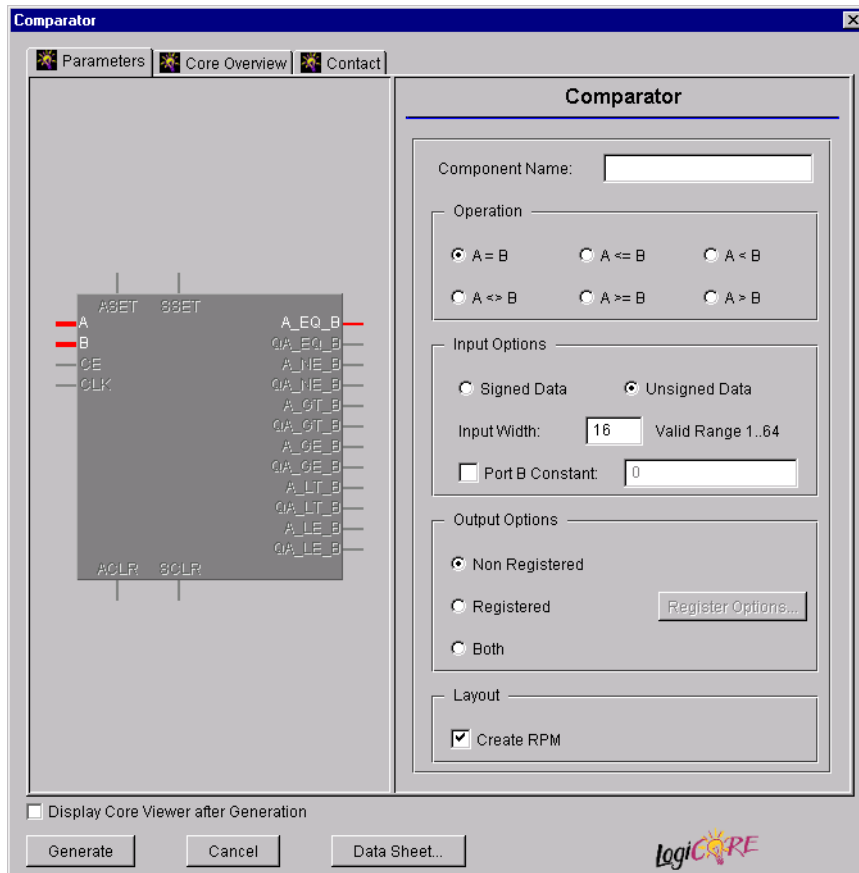 Comparator
Parameters Core Overview Contact
Comparator
Component Name:
Operation
A = B A <= B A < B
A <> B A >= B A > B
Input Options
Signed Data Unsigned Data
Input Width: 16 Valid Range 1..64
Port B Constant: 0
Output Options
Non Registered
Registered Register Options...
Both
Layout
Create RPM
ASET SSET
A A_EQ_B
B QA_EQ_B
CE A_NE_B
CLK QA_NE_B
A_GT_B
QA_GT_B
A_GE_B
QA_GE_B
A_LT_B
QA_LT_B
A_LE_B
QA_LE_B
ACLR SCLR
Display Core Viewer after Generation
Generate Cancel Data Sheet...
LogiCORE